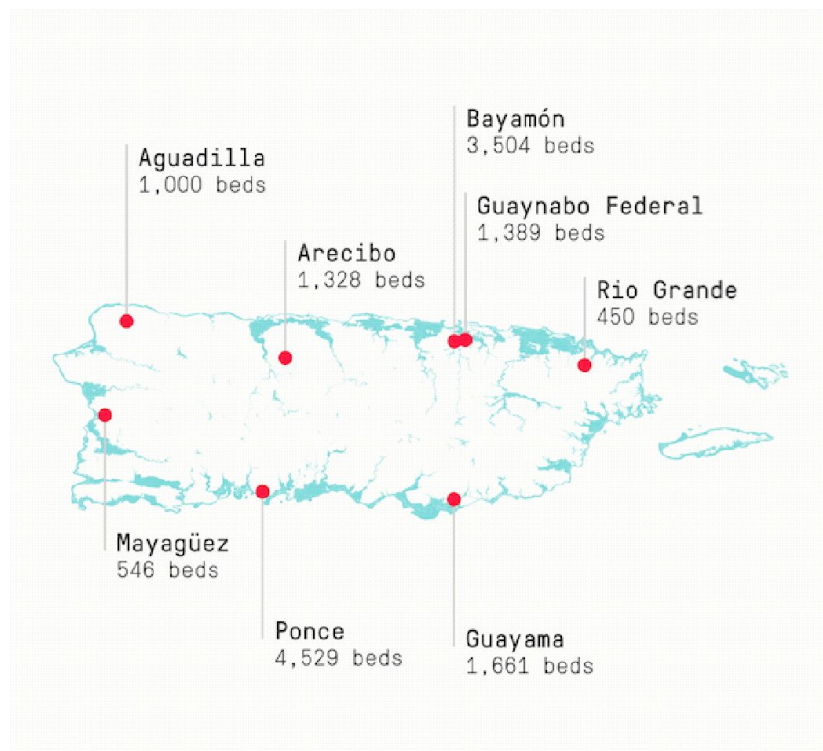 Bayamón
3,504 beds
Aguadilla
1,000 beds
Guaynabo Federal
1,389 beds
Arecibo
1,328 beds
Rio Grande
450 beds
Mayagüez
546 beds
Ponce
4,529 beds
Guayama
1,661 beds